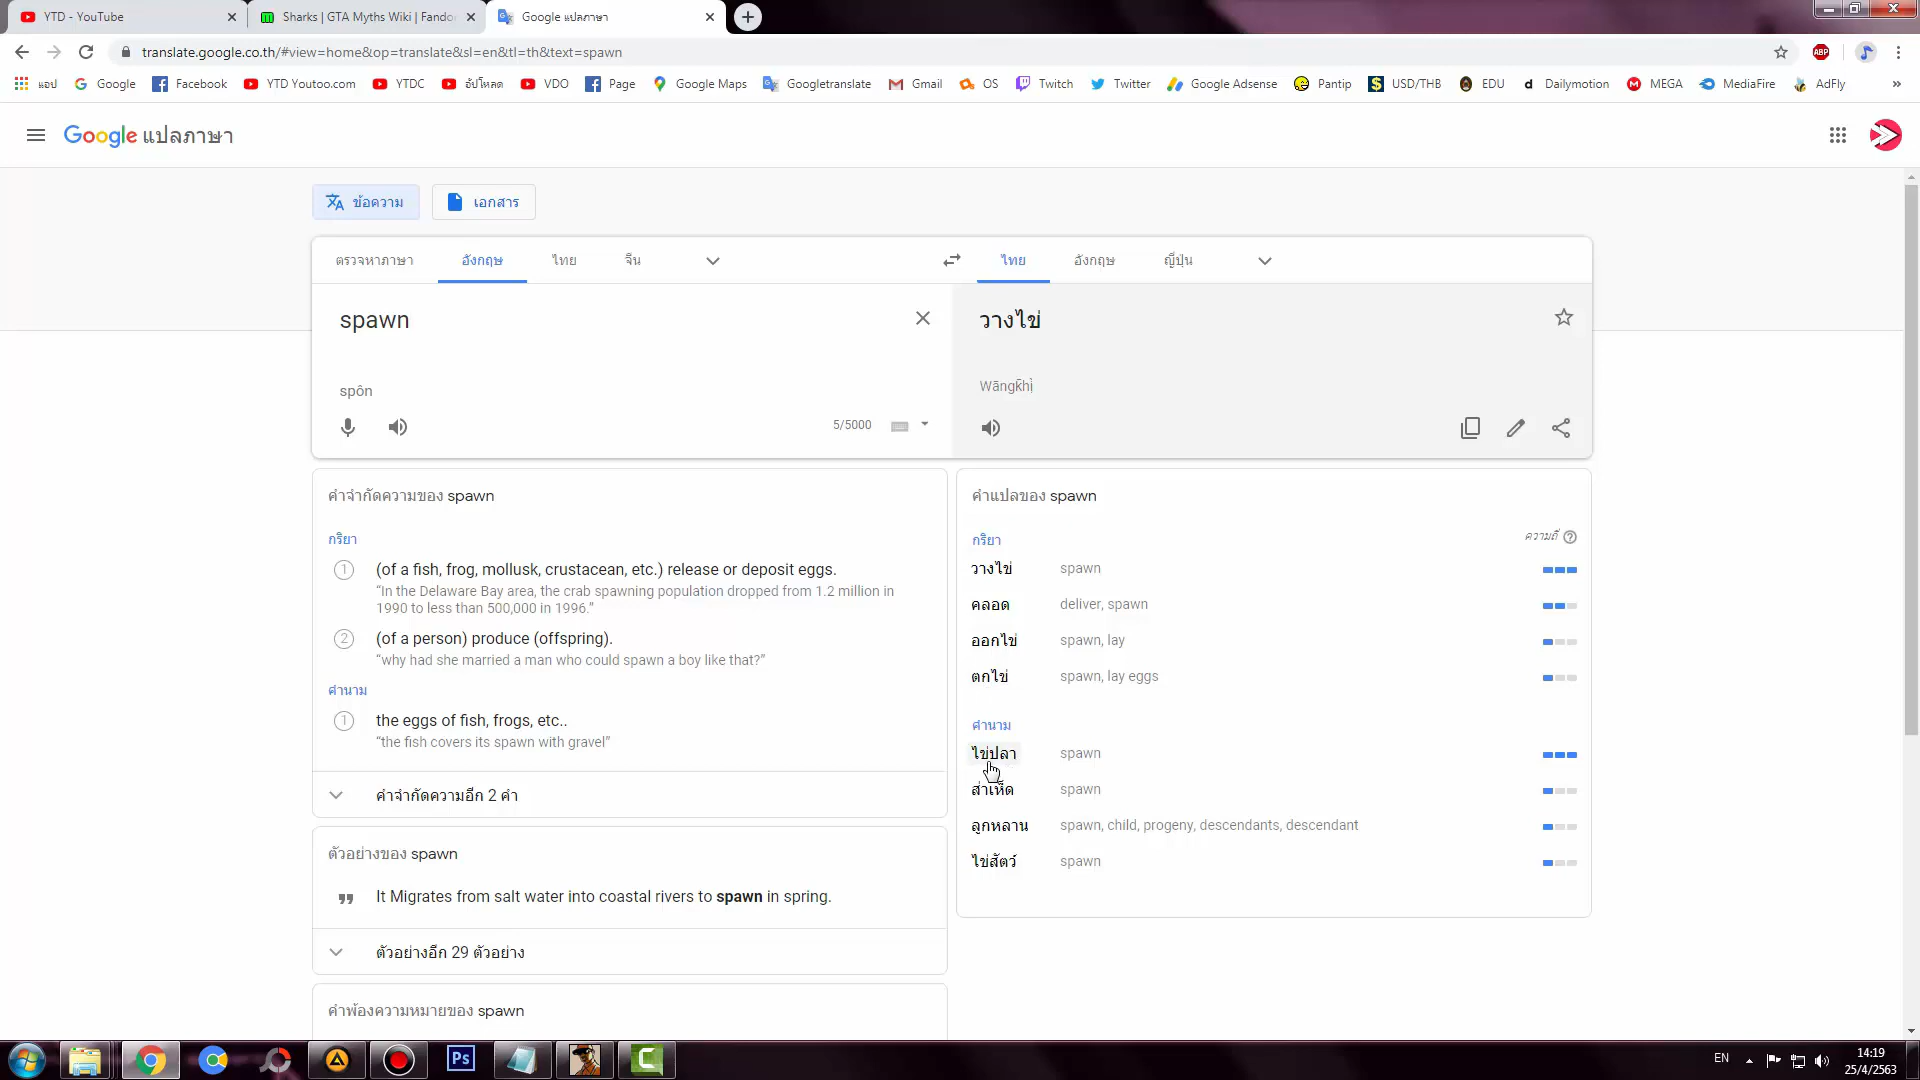 YTD - YouTube
Sharks | GTA Myths Wiki | Fando
Google แปลภาษา
translate.google.co.th/#view=home&op=translate&sl=en&tl=th&text=spawn
ABP
แอป
Google
Facebook
YTD Youtoo.com
YTDC
อัปโหลด
VDO
Page
Google Maps
Googletranslate
Gmail
OS
Twitch
Twitter
Google Adsense
Pantip
USD/THB
EDU
Dailymotion
MEGA
MediaFire
AdFly
Google แปลภาษา
ข้อความ
เอกสาร
ตรวจหาภาษา
อังกฤษ
ไทย
จีน
ไทย
อังกฤษ
ญี่ปุ่น
spawn
spôn
5/5000
วางไข่
Wāngk̄hị̀
คำจำกัดความของ spawn
กริยา
1 (of a fish, frog, mollusk, crustacean, etc.) release or deposit eggs.
“In the Delaware Bay area, the crab spawning population dropped from 1.2 million in
1990 to less than 500,000 in 1996.”
2 (of a person) produce (offspring).
“why had she married a man who could spawn a boy like that?”
คำนาม
1 the eggs of fish, frogs, etc..
“the fish covers its spawn with gravel”
คำจำกัดความอีก 2 คำ
ตัวอย่างของ spawn
It Migrates from salt water into coastal rivers to spawn in spring.
ตัวอย่างอีก 29 ตัวอย่าง
คำพ้องความหมายของ spawn
คำแปลของ spawn
กริยา
ความถี่
วางไข่ spawn
คลอด deliver, spawn
ออกไข่ spawn, lay
ตกไข่ spawn, lay eggs
คำนาม
ไข่ปลา spawn
ส่าเห็ด spawn
ลูกหลาน spawn, child, progeny, descendants, descendant
ไข่สัตว์ spawn
Ps
EN
14:19
25/4/2563